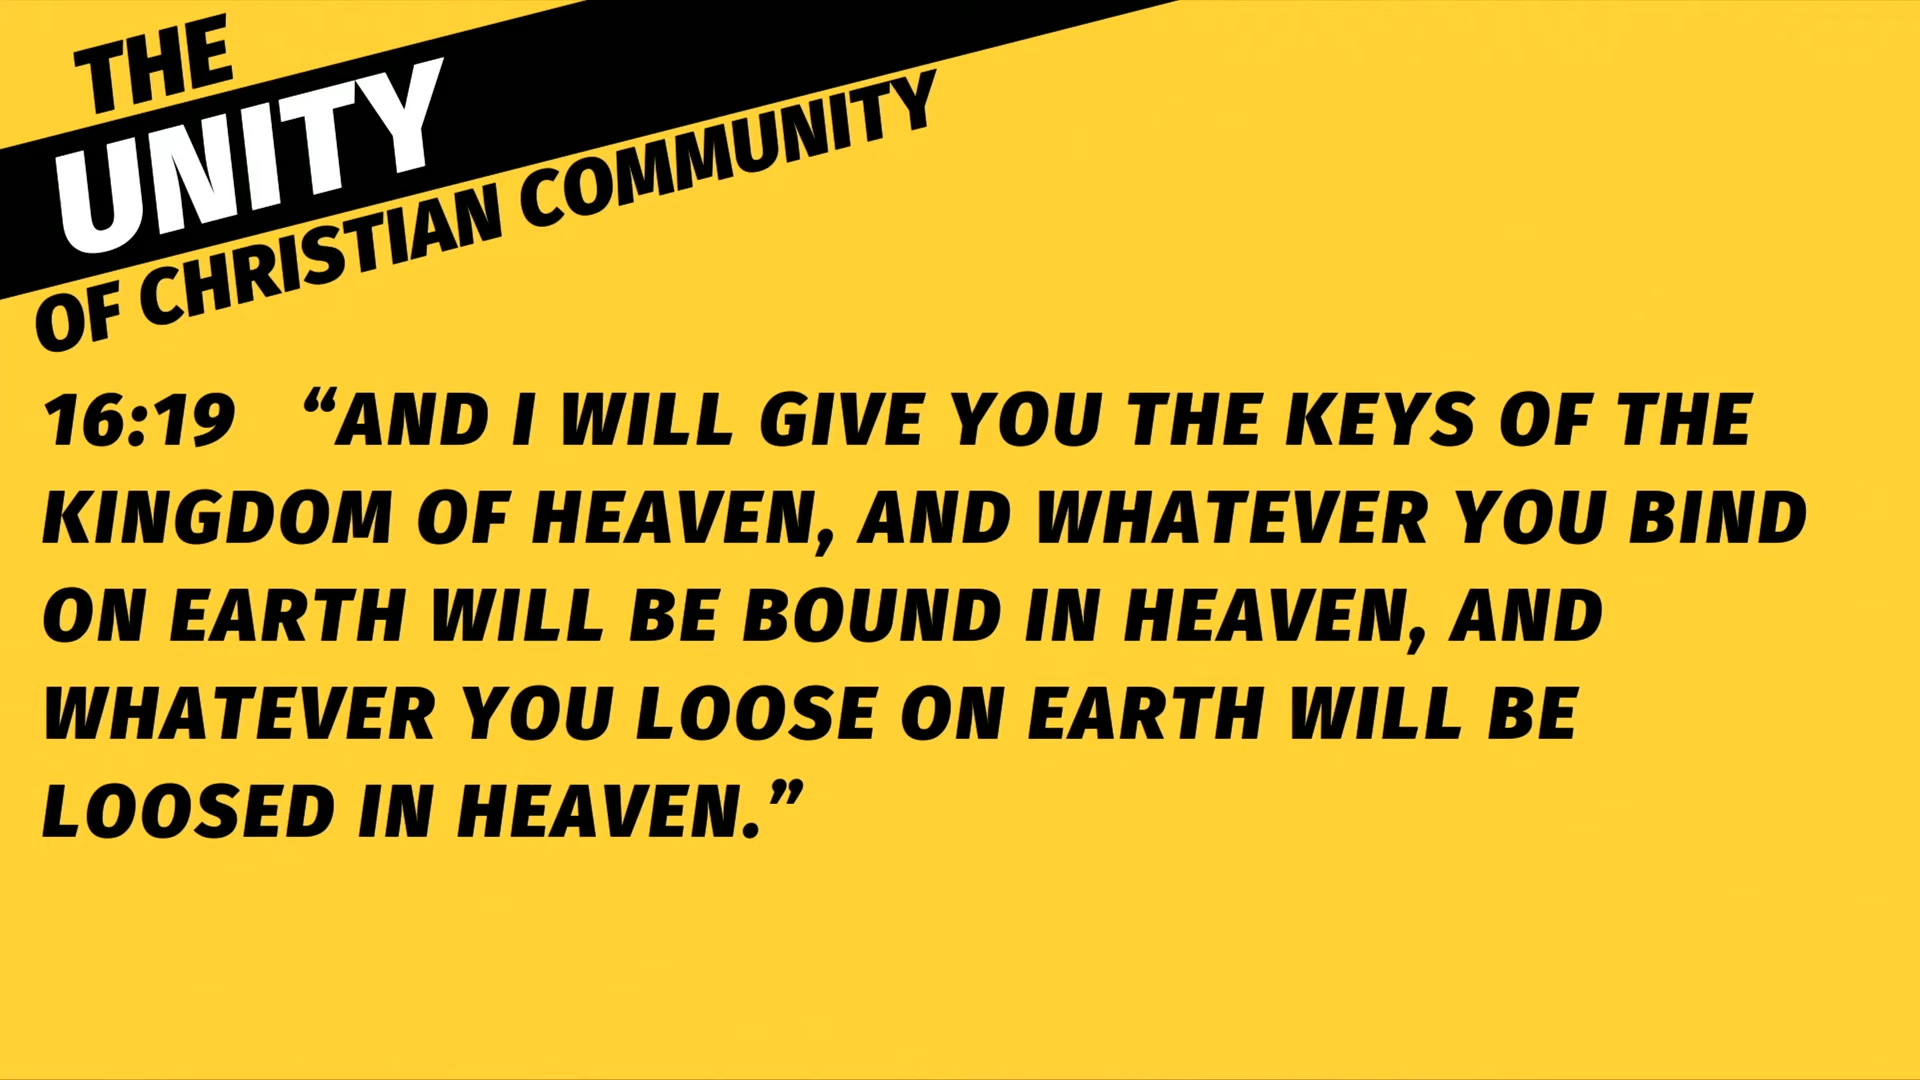 THE
UNITY
OF CHRISTIAN COMMUNITY
16:19 “AND I WILL GIVE YOU THE KEYS OF THE
KINGDOM OF HEAVEN, AND WHATEVER YOU BIND
ON EARTH WILL BE BOUND IN HEAVEN, AND
WHATEVER YOU LOOSE ON EARTH WILL BE
LOOSED IN HEAVEN.”